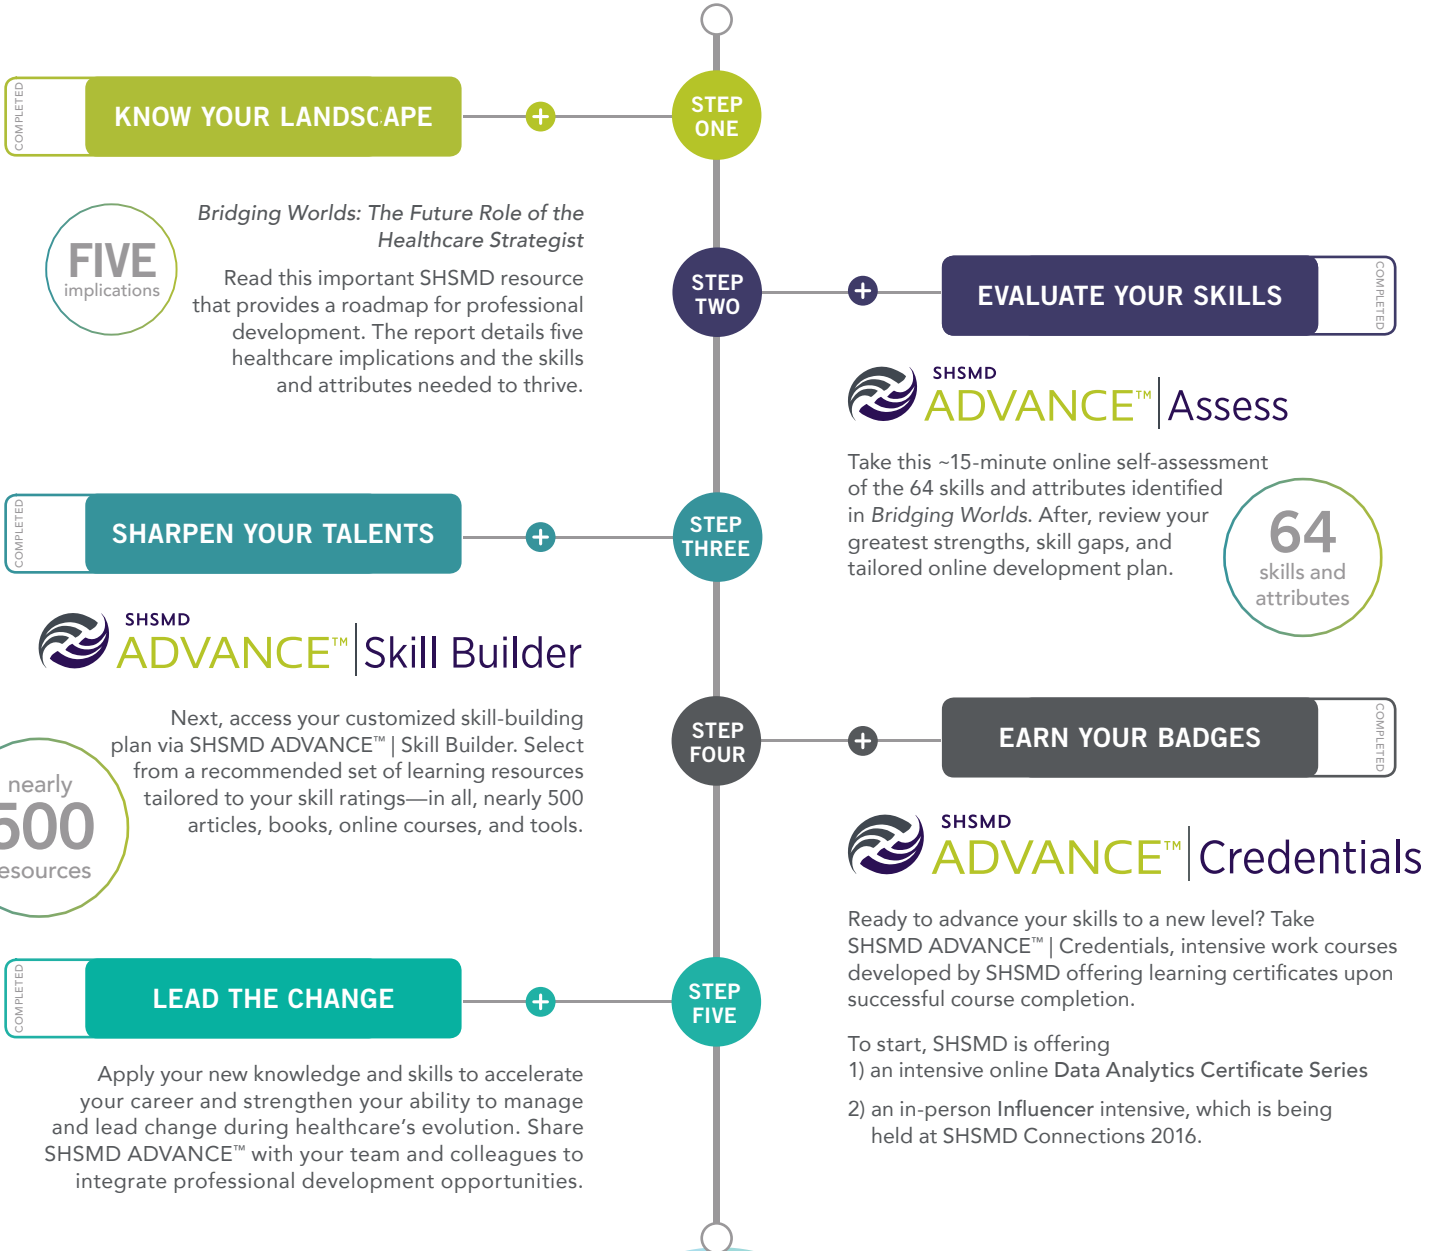 STEP
ONE
KNOW YOUR LANDSCAPE
COMPLETED
FIVE
implications
Bridging Worlds: The Future Role of the
Healthcare Strategist
Read this important SHSMD resource
that provides a roadmap for professional
development. The report details five
healthcare implications and the skills
and attributes needed to thrive.
STEP
TWO
EVALUATE YOUR SKILLS
COMPLETED
SHSMD
ADVANCE™ | Assess
Take this ~15-minute online self-assessment
of the 64 skills and attributes identified
in Bridging Worlds. After, review your
greatest strengths, skill gaps, and
tailored online development plan.
64
skills and
attributes
STEP
THREE
SHARPEN YOUR TALENTS
COMPLETED
SHSMD
ADVANCE™ | Skill Builder
Next, access your customized skill-building
plan via SHSMD ADVANCE™ | Skill Builder. Select
from a recommended set of learning resources
tailored to your skill ratings—in all, nearly 500
articles, books, online courses, and tools.
nearly
500
esources
STEP
FOUR
EARN YOUR BADGES
COMPLETED
SHSMD
ADVANCE™ | Credentials
Ready to advance your skills to a new level? Take
SHSMD ADVANCE™ | Credentials, intensive work courses
developed by SHSMD offering learning certificates upon
successful course completion.
To start, SHSMD is offering
1) an intensive online Data Analytics Certificate Series
2) an in-person Influencer intensive, which is being
held at SHSMD Connections 2016.
STEP
FIVE
LEAD THE CHANGE
COMPLETED
Apply your new knowledge and skills to accelerate
your career and strengthen your ability to manage
and lead change during healthcare's evolution. Share
SHSMD ADVANCE™ with your team and colleagues to
integrate professional development opportunities.